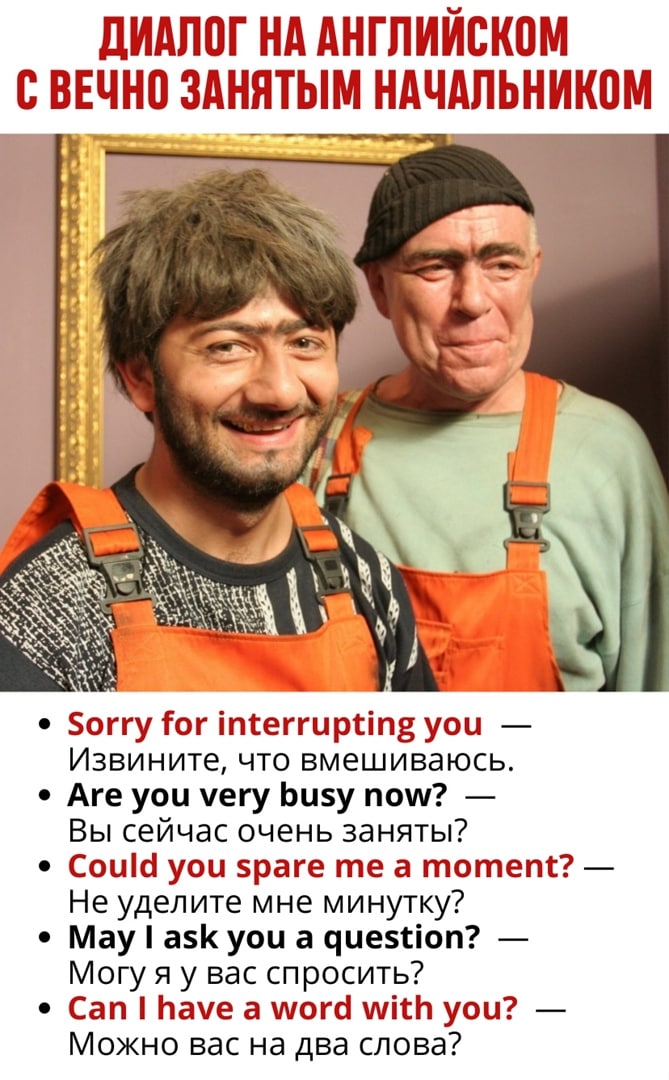 ДИАЛОГ НА АНГЛИЙСКОМ
С ВЕЧНО ЗАНЯТЫМ НАЧАЛЬНИКОМ
• Sorry for interrupting you —
Извините, что вмешиваюсь.
• Are you very busy now? —
Вы сейчас очень заняты?
• Could you spare me a moment? —
Не уделите мне минутку?
• May I ask you a question? —
Могу я у вас спросить?
• Can I have a word with you? —
Можно вас на два слова?